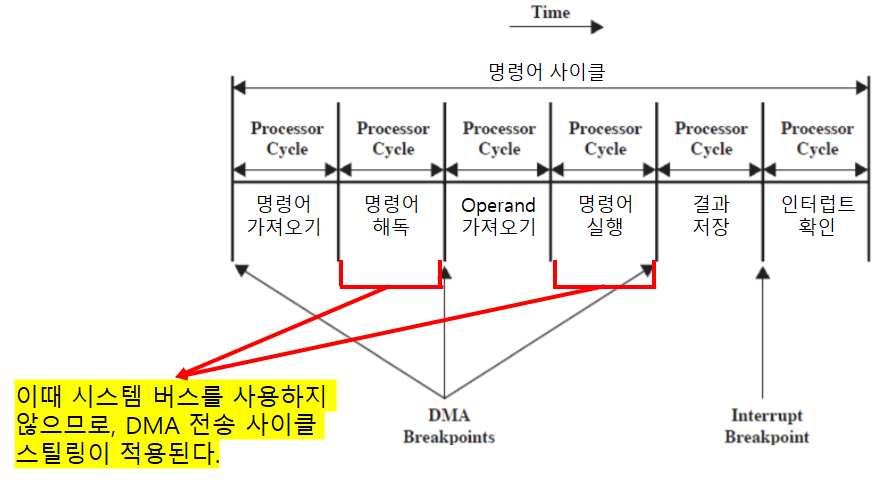 Time
명령어 사이클
Processor Cycle
Processor Cycle
Processor Cycle
Processor Cycle
Processor Cycle
Processor Cycle
명령어
가져오기
명령어
해독
Operand
가져오기
명령어
실행
결과
저장
인터럽트
확인
DMA
Breakpoints
Interrupt
Breakpoint
이때 시스템 버스를 사용하지
않으므로, DMA 전송 사이클
스틸링이 적용된다.